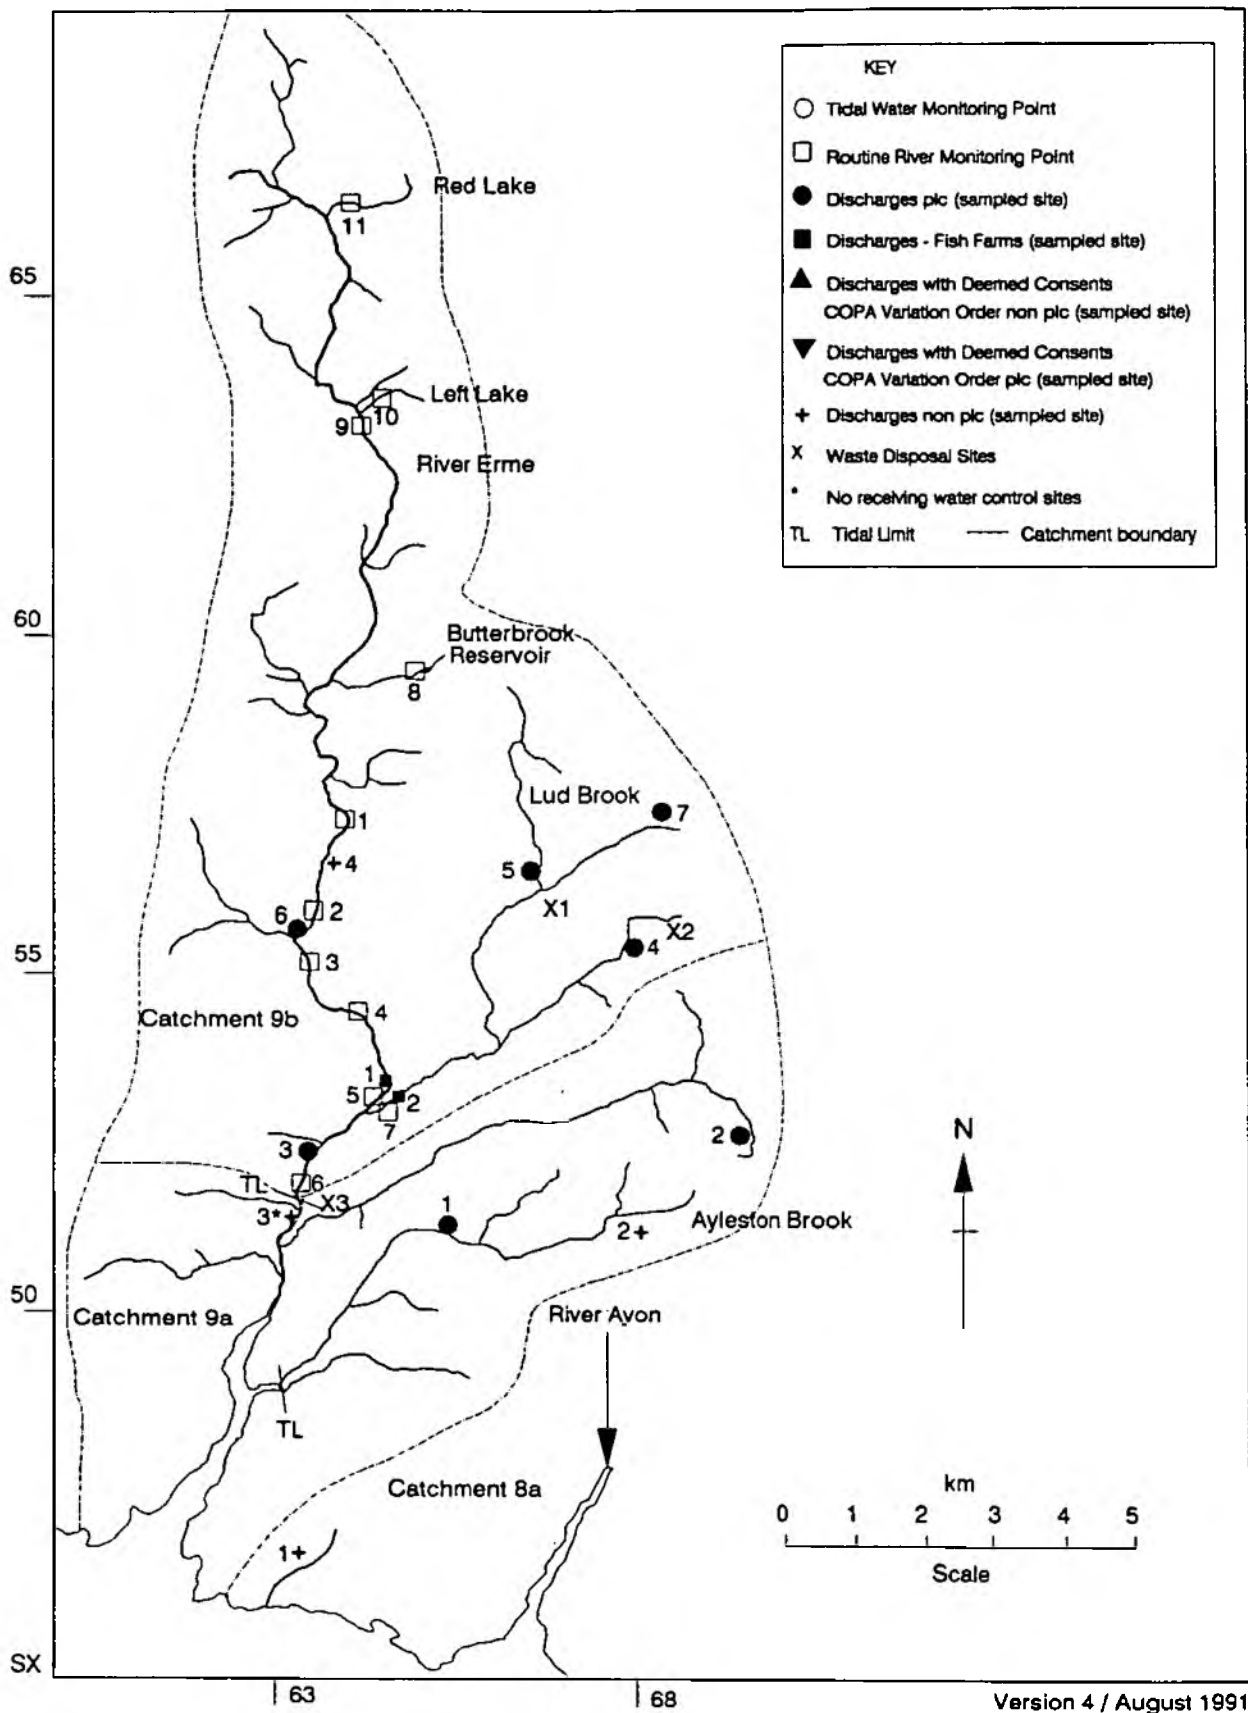 KEY
Tidal Water Monitoring Point
Routine River Monitoring Point
Discharges plc (sampled site)
Discharges - Fish Farms (sampled site)
Discharges with Deemed Consents
COPA Variation Order non plc (sampled site)
Discharges with Deemed Consents
COPA Variation Order plc (sampled site)
+ Discharges non plc (sampled site)
X Waste Disposal Sites
* No receiving water control sites
TL Tidal Limit Catchment boundary
Red Lake
11
65
Left Lake
10
9
River Erme
60
Butterbrook
Reservoir
8
Lud Brook
7
1
+4
5
X1
6
2
X2
4
55
3
Catchment 9b
4
1
5
2
7
N
2
3
TL
6
X3
3*+
1
2+
Ayleston Brook
50
Catchment 9a
River Avon
TL
Catchment 8a
km
0 1 2 3 4 5
Scale
1+
SX
63
68
Version 4 / August 1991